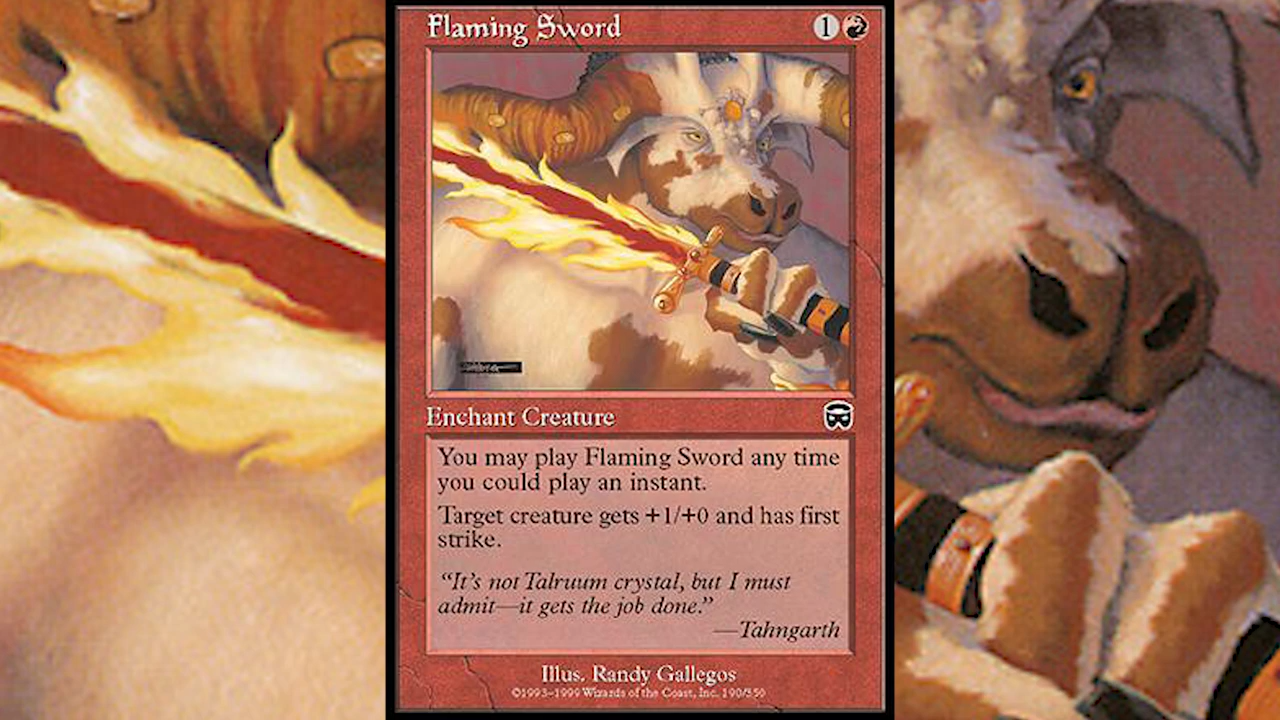 Flaming Sword 1
Enchant Creature
You may play Flaming Sword any time
you could play an instant.
Target creature gets +1/+0 and has first
strike.
“It’s not Talruum crystal, but I must
admit—it gets the job done.”
—Tahngarth
Illus. Randy Gallegos
©1993–1999 Wizards of the Coast, Inc. 190/350